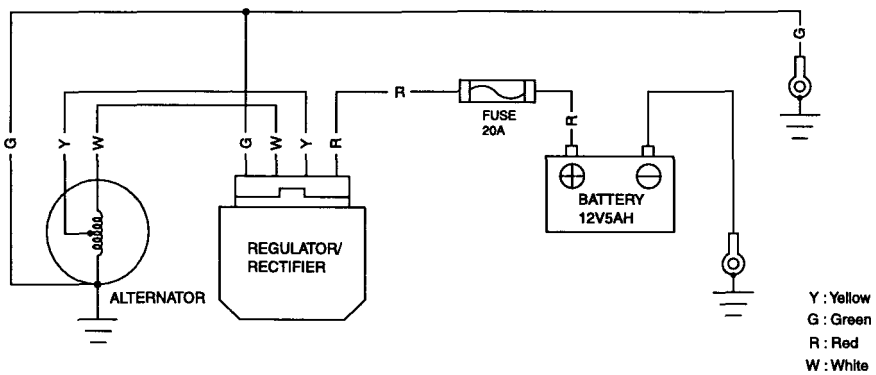 G
R
FUSE
20A
R
G
Y
W
G
W
Y
R
BATTERY
12V5AH
REGULATOR/
RECTIFIER
ALTERNATOR
Y : Yellow
G : Green
R : Red
W : White